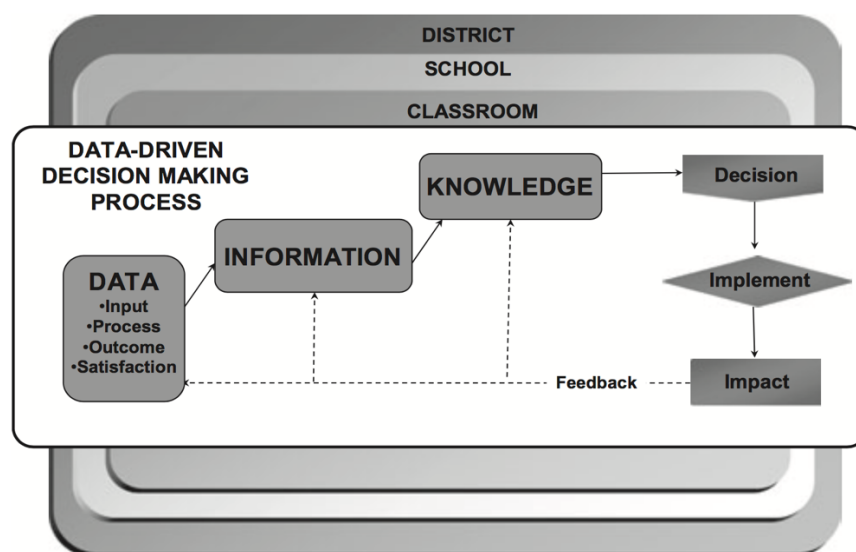 DISTRICT
SCHOOL
CLASSROOM
DATA-DRIVEN
DECISION MAKING
PROCESS
KNOWLEDGE
Decision
INFORMATION
DATA
•Input
•Process
•Outcome
•Satisfaction
Implement
Feedback
Impact